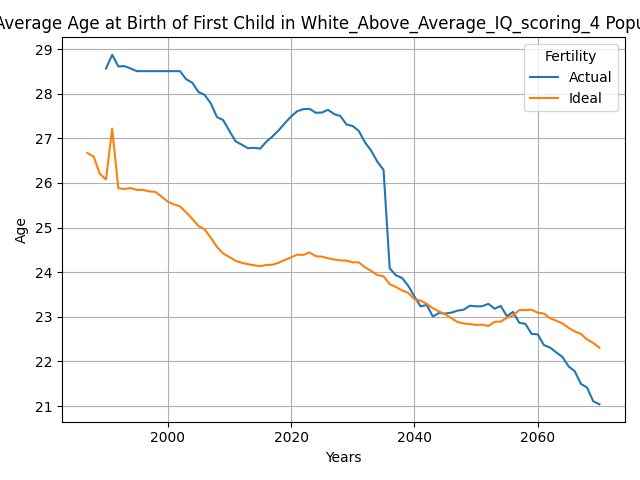 Average Age at Birth of First Child in White_Above_Average_IQ_scoring_4 Popu
29
28
27
26
25
24
23
22
21
Age
Fertility
Actual
Ideal
2000 2020 2040 2060
Years